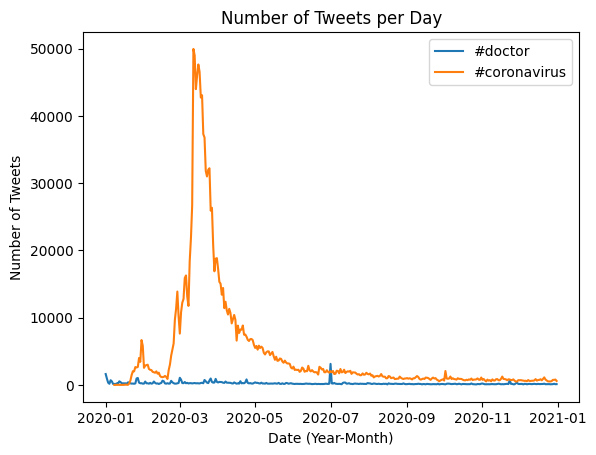 Number of Tweets per Day
#doctor
#coronavirus
Number of Tweets
50000
40000
30000
20000
10000
0
2020-01 2020-03 2020-05 2020-07 2020-09 2020-11 2021-01
Date (Year-Month)